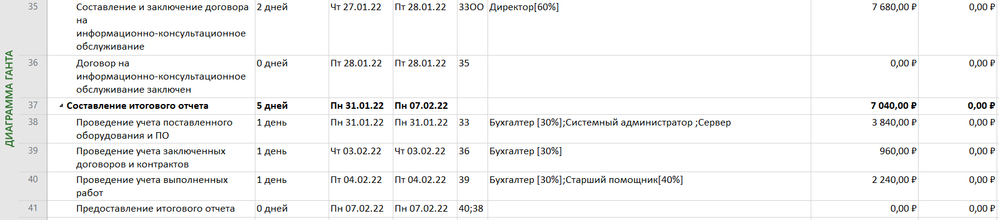 ДИАГРАММА ГАНТА
35 Составление и заключение договора 2 дней Чт 27.01.22 Пт 28.01.22 33ОО Директор[60%] 7 680,00 ₽ 0,00 ₽
на
информационно-консультационное
обслуживание
36 Договор на 0 дней Пт 28.01.22 Пт 28.01.22 35 0,00 ₽ 0,00 ₽
информационно-консультационное
обслуживание заключен
37 Составление итогового отчета 5 дней Пн 31.01.22 Пн 07.02.22 7 040,00 ₽ 0,00 ₽
38 Проведение учета поставленного 1 день Пн 31.01.22 Пн 31.01.22 33 Бухгалтер [30%];Системный администратор ;Сервер 3 840,00 ₽ 0,00 ₽
оборудования и ПО
39 Проведение учета заключенных 1 день Чт 03.02.22 Чт 03.02.22 36 Бухгалтер [30%] 960,00 ₽ 0,00 ₽
договоров и контрактов
40 Проведение учета выполненных 1 день Пт 04.02.22 Пт 04.02.22 39 Бухгалтер [30%];Старший помощник[40%] 2 240,00 ₽ 0,00 ₽
работ
41 Предоставление итогового отчета 0 дней Пн 07.02.22 Пн 07.02.22 40;38 0,00 ₽ 0,00 ₽